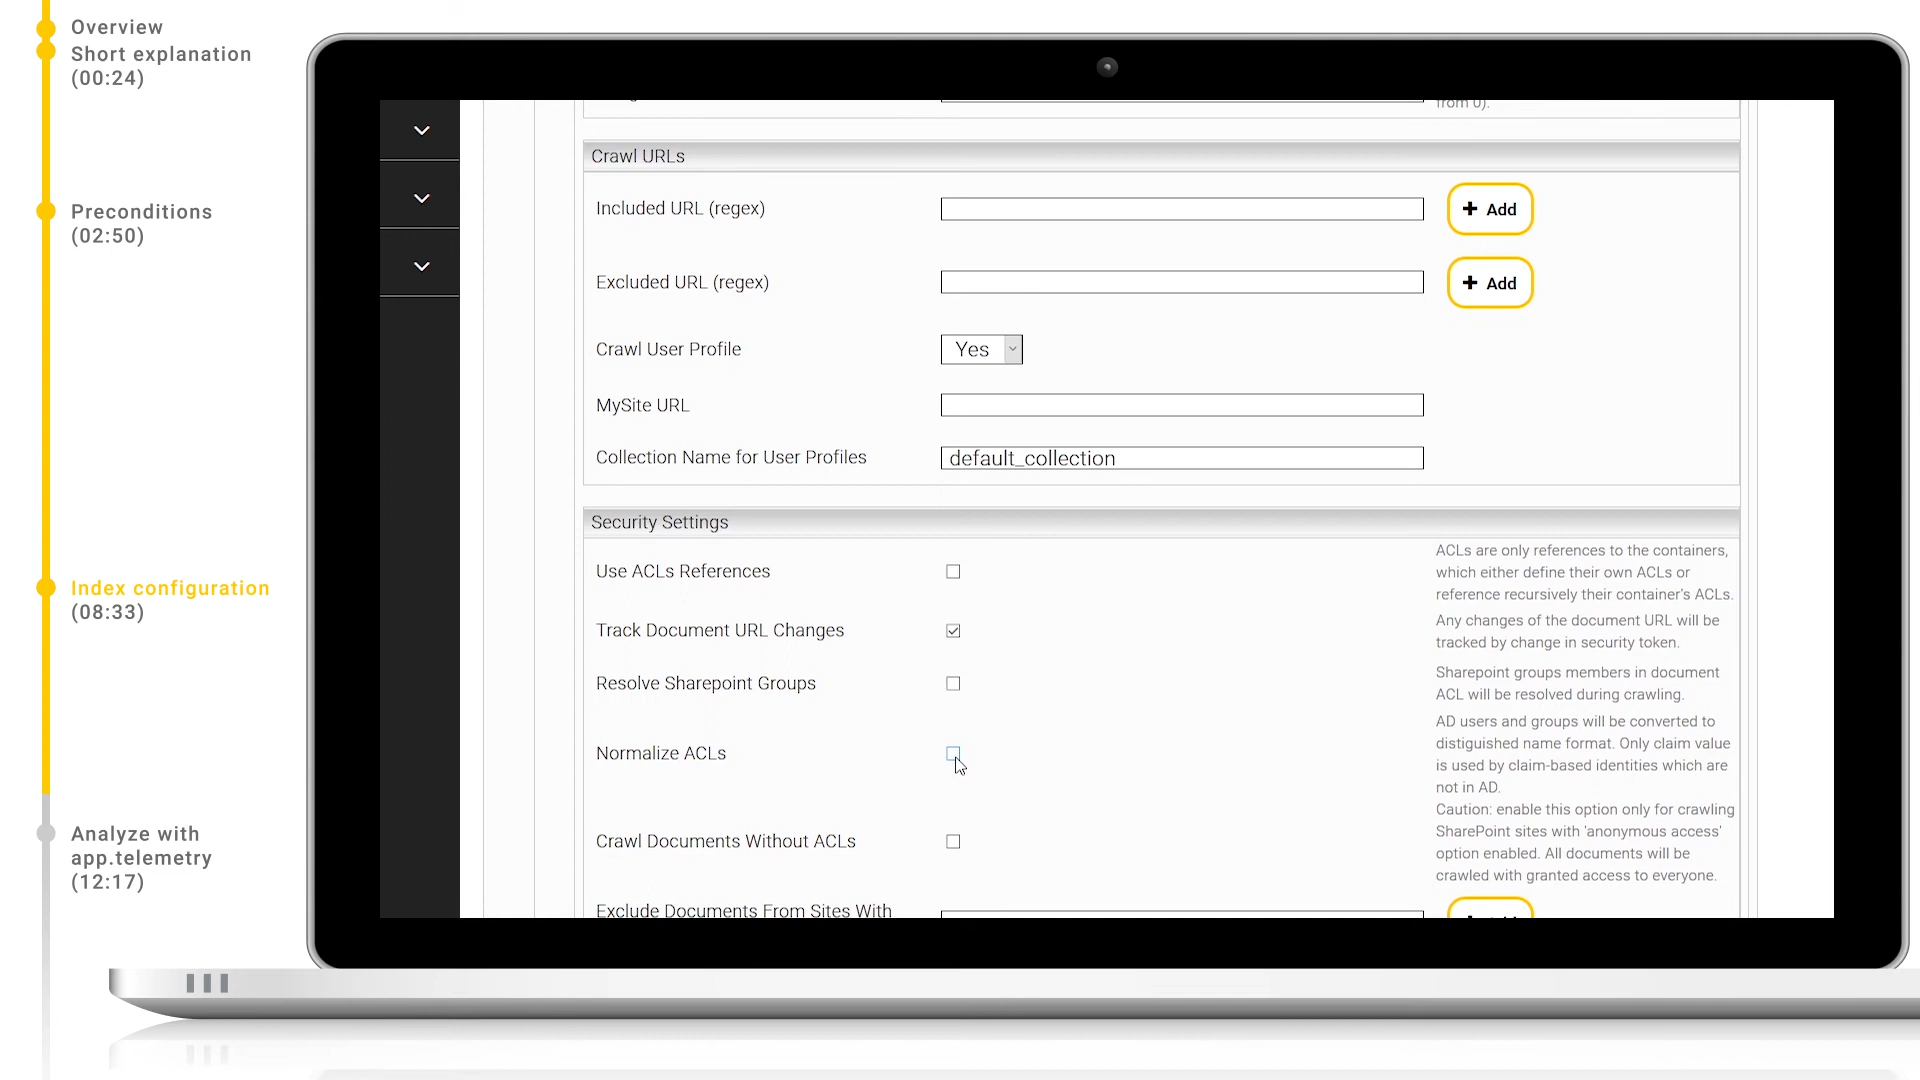 Overview
Short explanation
(00:24)
Preconditions
(02:50)
Index configuration
(08:33)
Analyze with
app.telemetry
(12:17)
from 0).
Crawl URLs
Included URL (regex)
+ Add
Excluded URL (regex)
+ Add
Crawl User Profile
Yes
MySite URL
Collection Name for User Profiles
default_collection
Security Settings
Use ACLs References
ACLs are only references to the containers,
which either define their own ACLs or
reference recursively their container's ACLs.
Track Document URL Changes
Any changes of the document URL will be
tracked by change in security token.
Resolve Sharepoint Groups
Sharepoint groups members in document
ACL will be resolved during crawling.
Normalize ACLs
AD users and groups will be converted to
distiguished name format. Only claim value
is used by claim-based identities which are
not in AD.
Crawl Documents Without ACLs
Caution: enable this option only for crawling
SharePoint sites with 'anonymous access'
option enabled. All documents will be
crawled with granted access to everyone.
Exclude Documents From Sites With